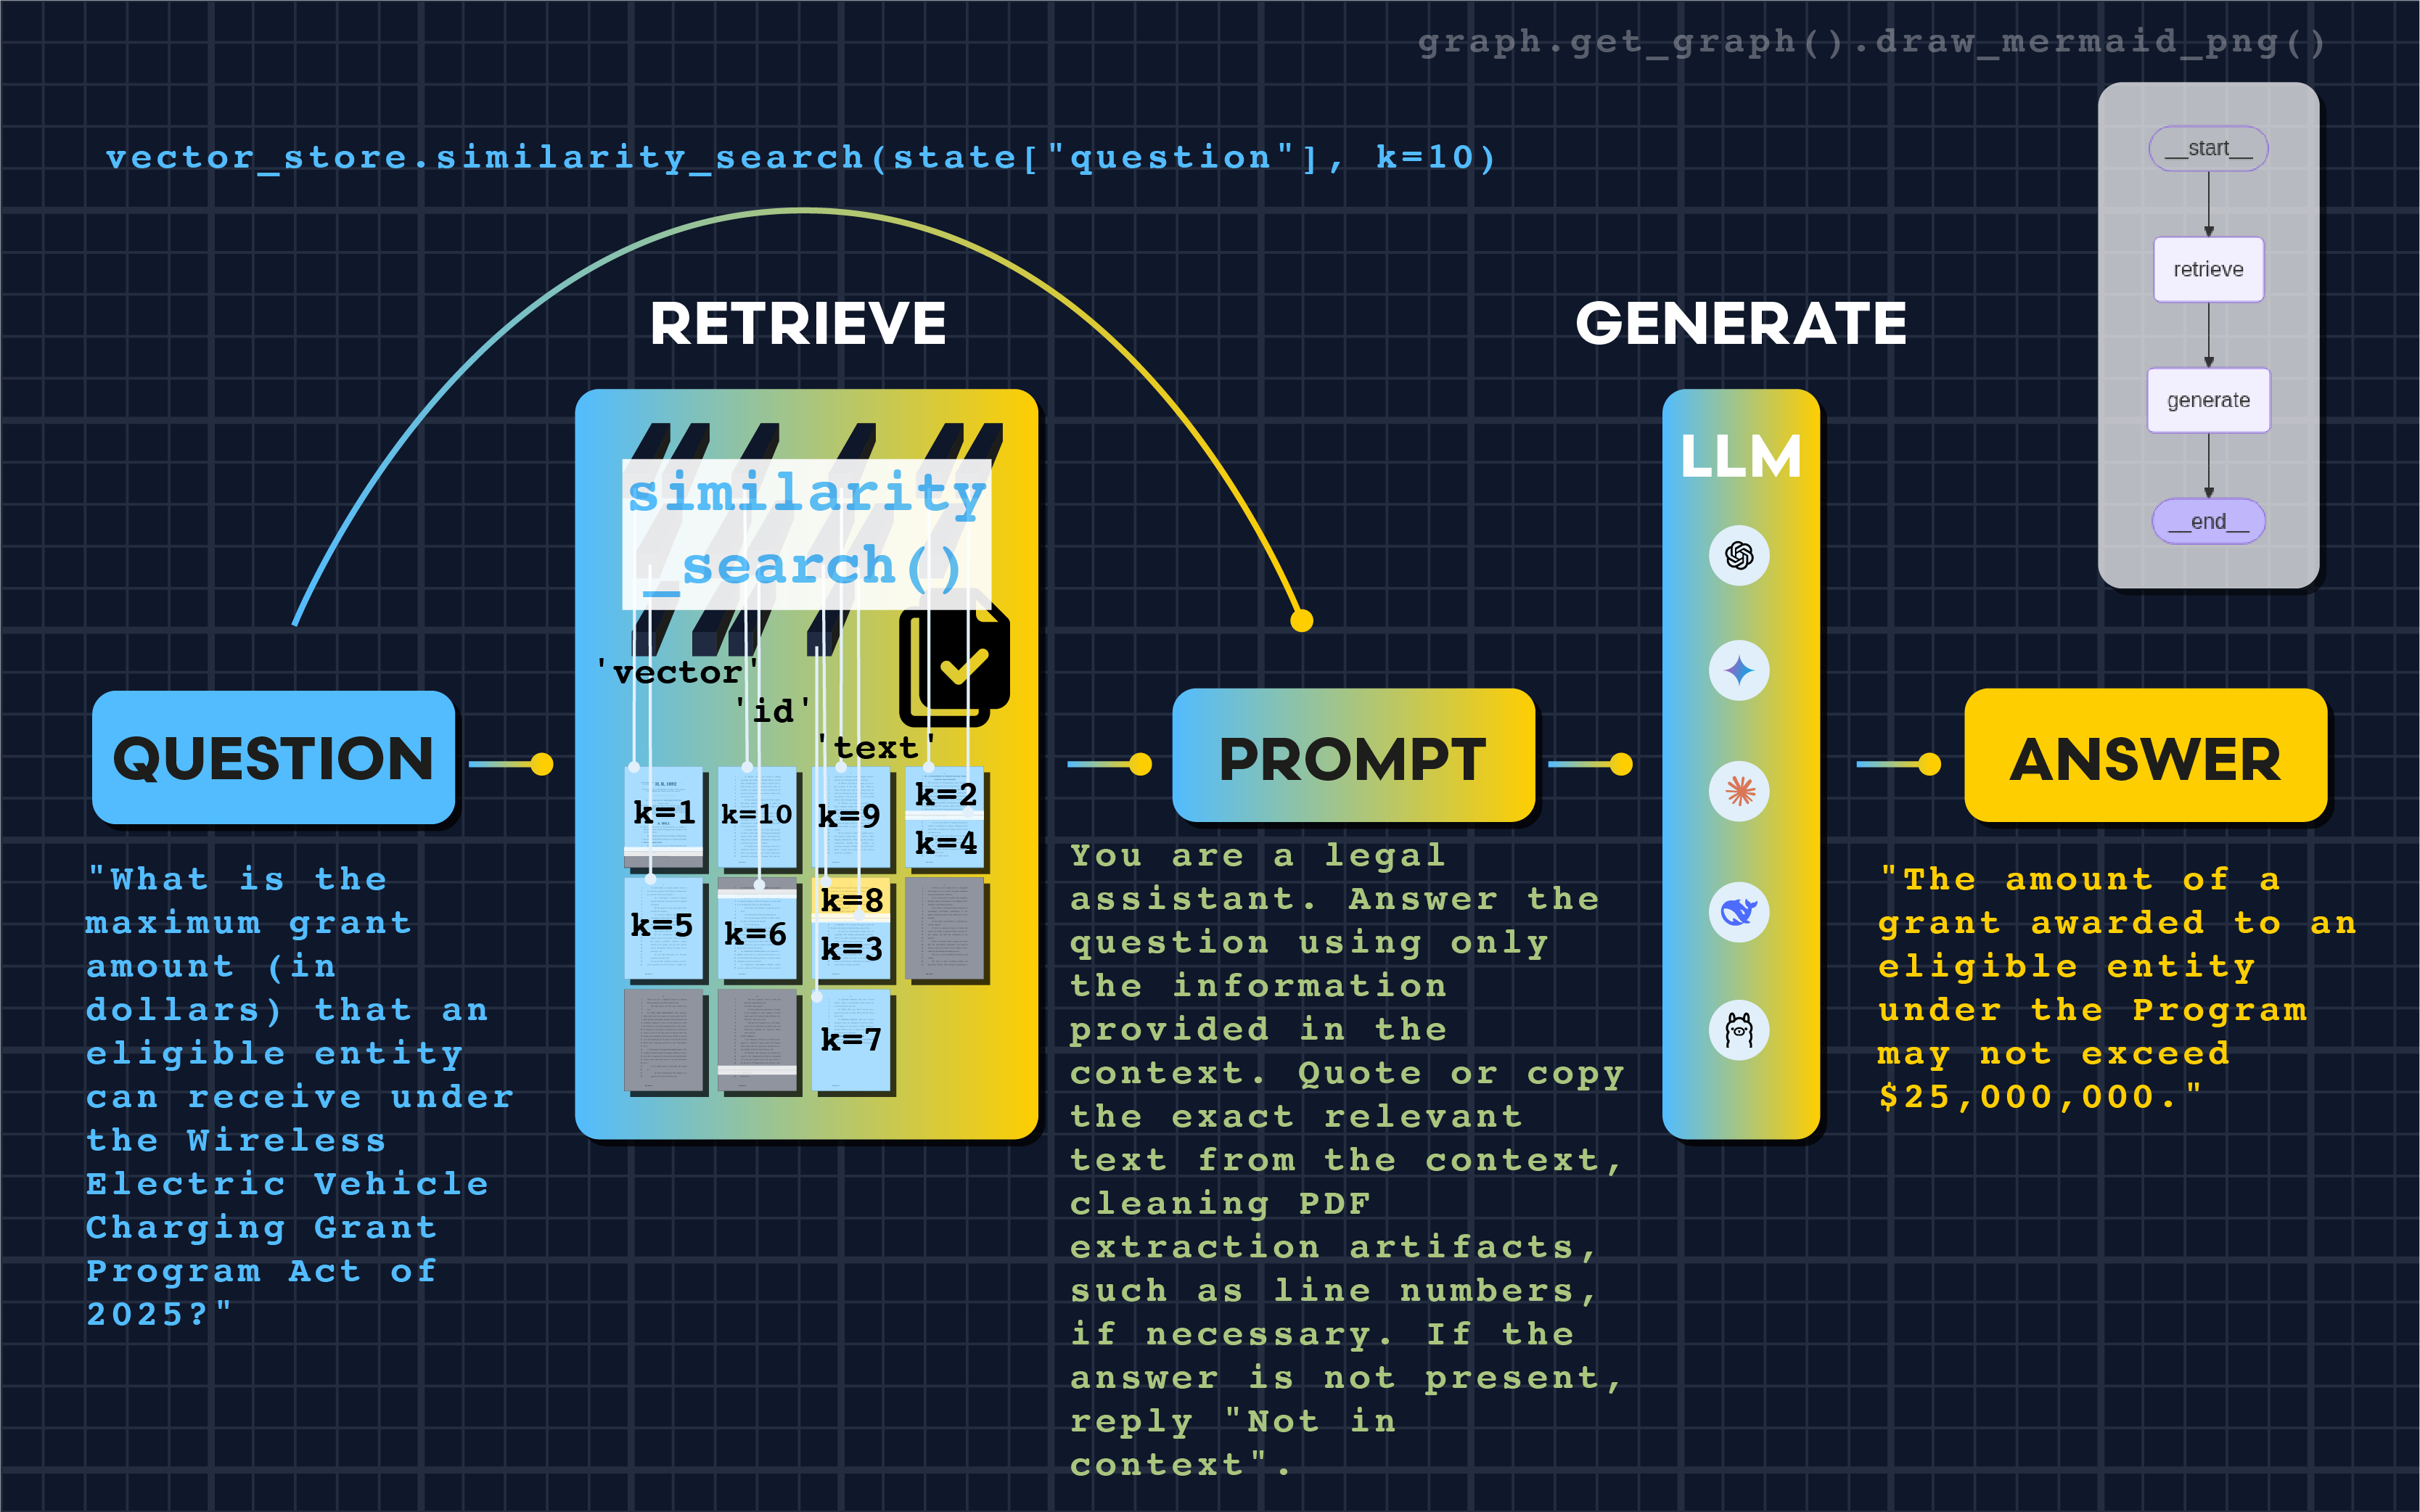 graph.get_graph().draw_mermaid_png()
vector_store.similarity_search(state["question"], k=10)
__start__
retrieve
generate
__end__
RETRIEVE
GENERATE
similarity
_search()
'vector'
'id'
'text'
k=1
k=10
k=9
k=2
k=4
k=5
k=6
k=8
k=3
k=7
LLM
QUESTION
"What is the
maximum grant
amount (in
dollars) that an
eligible entity
can receive under
the Wireless
Electric Vehicle
Charging Grant
Program Act of
2025?"
PROMPT
You are a legal
assistant. Answer the
question using only
the information
provided in the
context. Quote or copy
the exact relevant
text from the context,
cleaning PDF
extraction artifacts,
such as line numbers,
if necessary. If the
answer is not present,
reply "Not in
context".
ANSWER
"The amount of a
grant awarded to an
eligible entity
under the Program
may not exceed
$25,000,000."